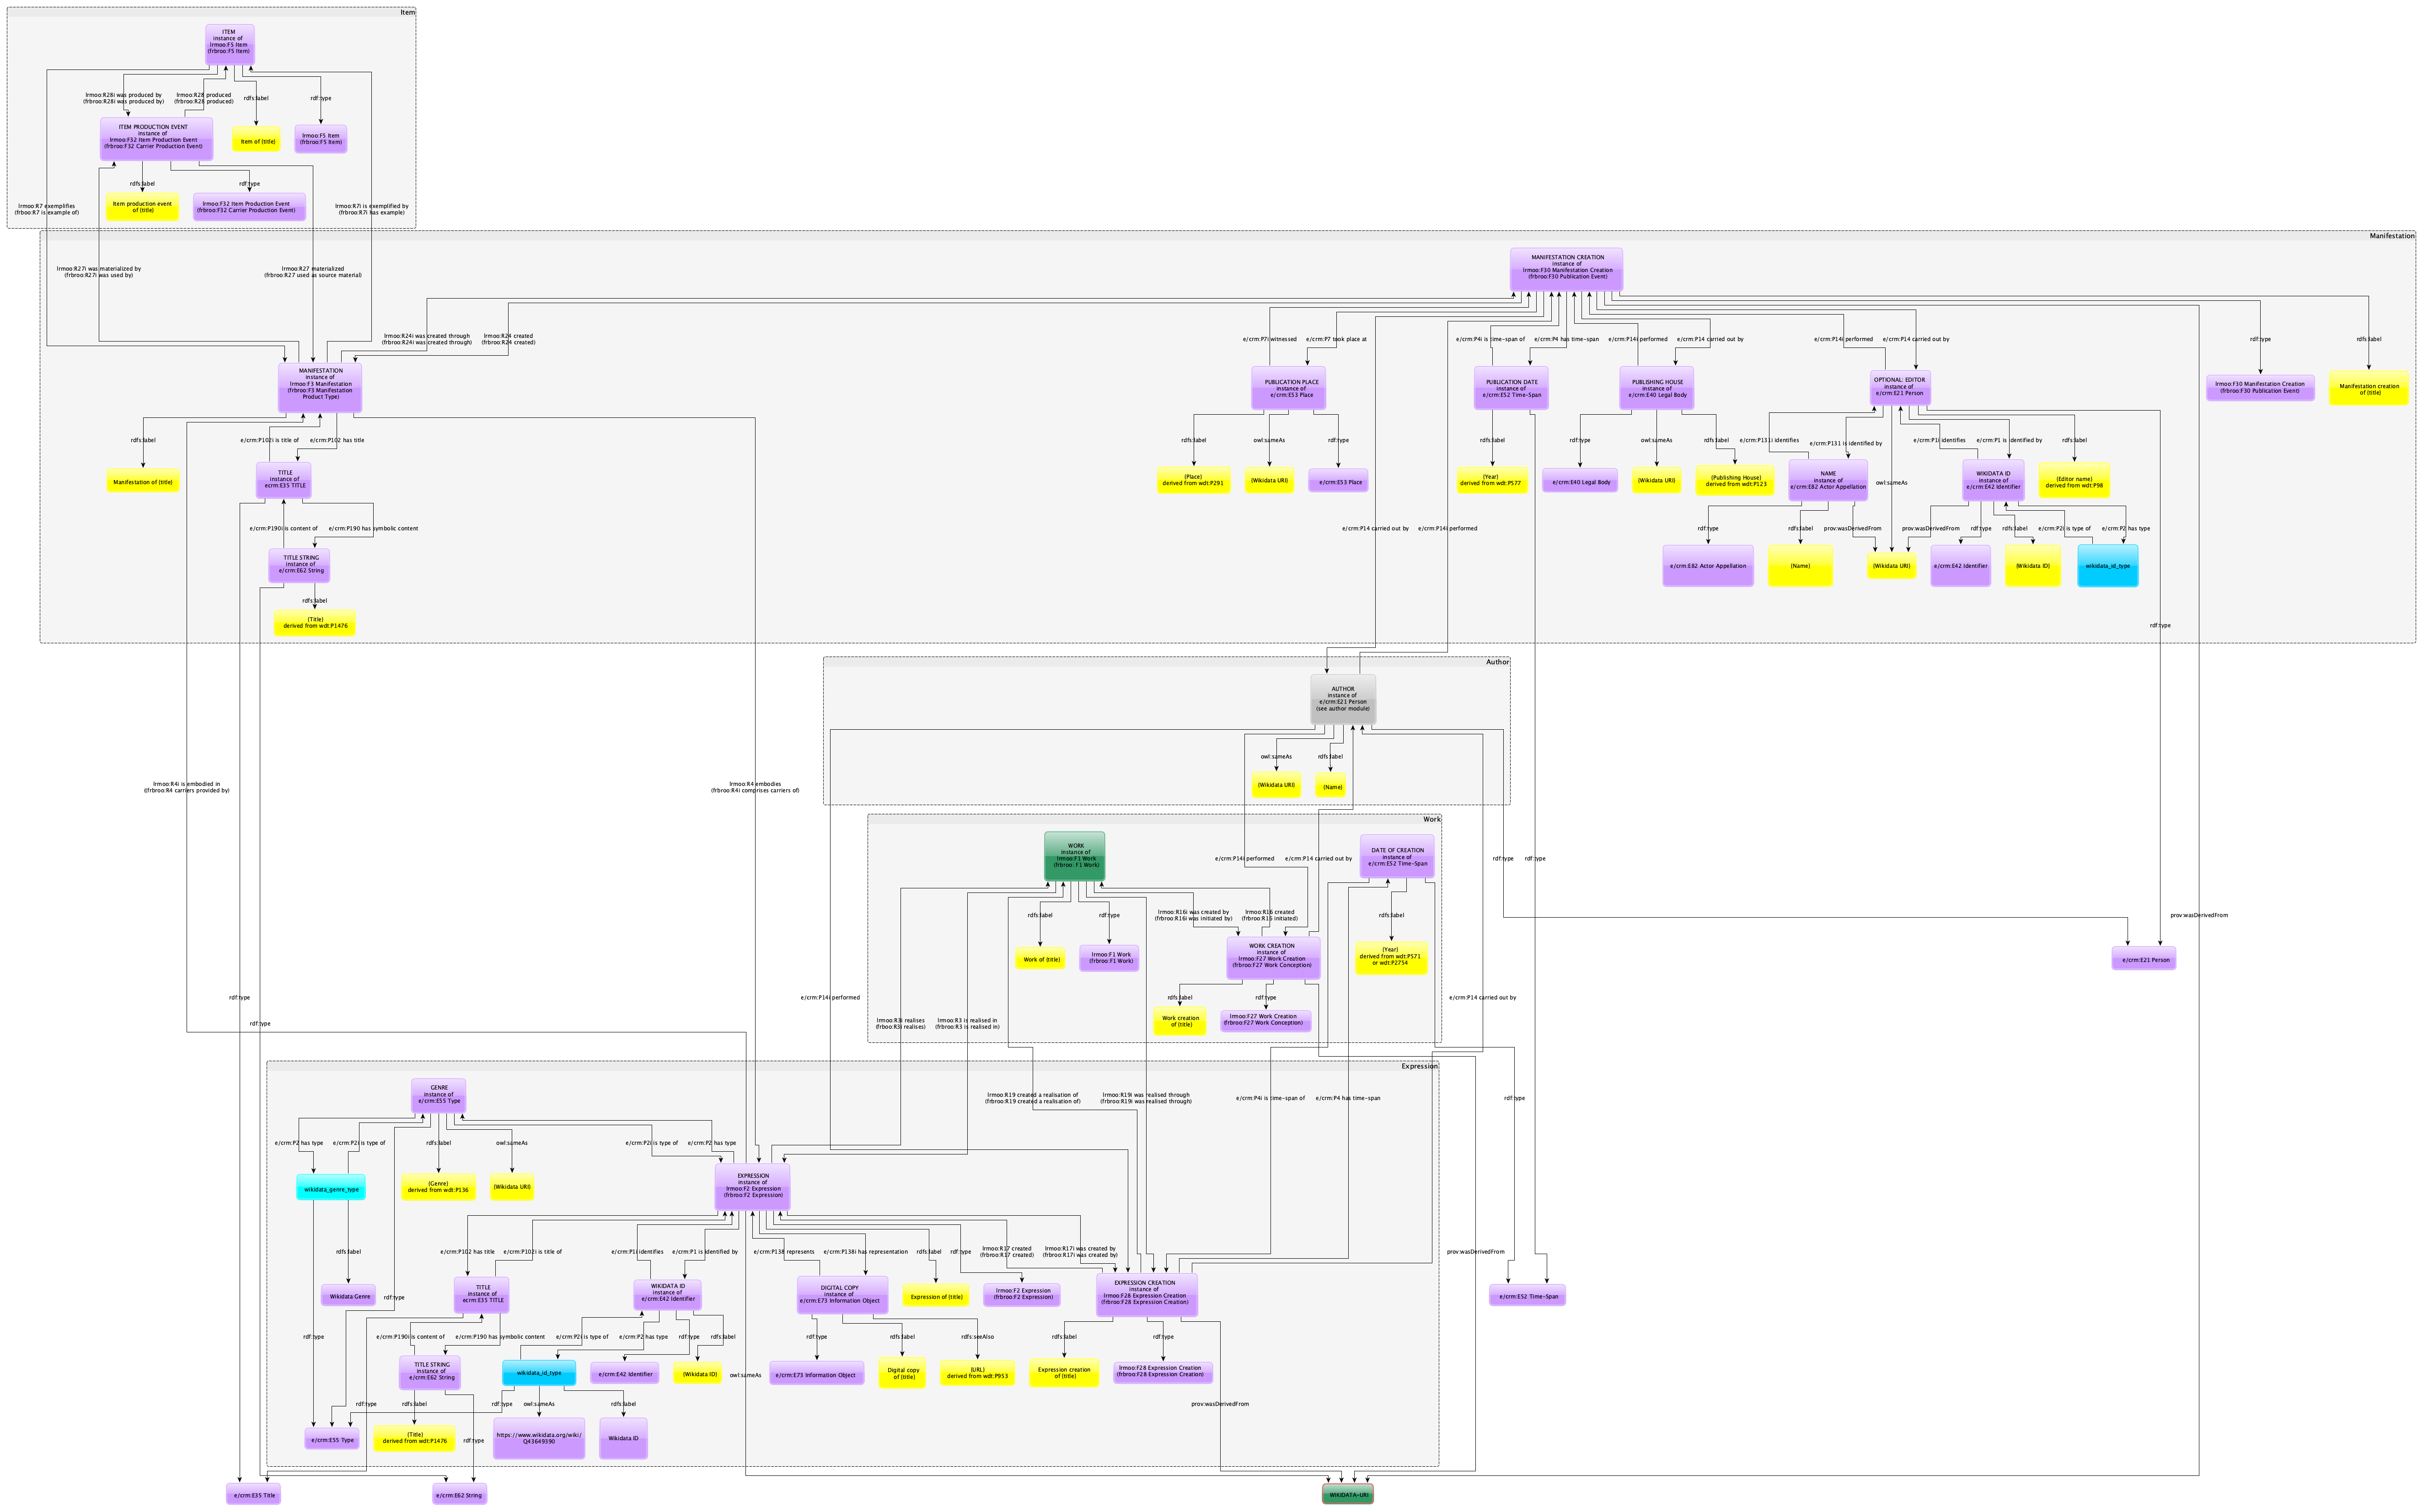 Item
ITEM
instance of
lrmoo:F5 Item
(frbroo:F5 Item)
lrmoo:R28i was produced by
(frbroo:R28i was produced by)
lrmoo:R28 produced
(frbroo:R28 produced)
rdfs:label
rdf:type
ITEM PRODUCTION EVENT
instance of
lrmoo:F32 Item Production Event
(frbroo:F32 Carrier Production Event)
Item of (title)
lrmoo:F5 Item
(frbroo:F5 Item)
rdfs:label
rdf:type
Item production event
of (title)
lrmoo:F32 Item Production Event
(frbroo:F32 Carrier Production Event)
lrmoo:R7 exemplifies
(frbroo:R7 is example of)
lrmoo:R7i is exemplified by
(frbroo:R7i has example)
Manifestation
lrmoo:R27i was materialized by
(frbroo:R27i was used by)
lrmoo:R27 materialized
(frbroo:R27 used as source material)
MANIFESTATION CREATION
instance of
lrmoo:F30 Manifestation Creation
(frbroo:F30 Publication Event)
lrmoo:R24i was created through
(frbroo:R24i was created through)
lrmoo:R24 created
(frbroo:R24 created)
e/crm:P7i witnessed
e/crm:P7 took place at
e/crm:P4i is time-span of
e/crm:P4 has time-span
e/crm:P14i performed
e/crm:P14 carried out by
e/crm:P14i performed
e/crm:P14 carried out by
rdf:type
rdfs:label
MANIFESTATION
instance of
lrmoo:F3 Manifestation
(frbroo:F3 Manifestation
Product Type)
PUBLICATION PLACE
instance of
e/crm:E53 Place
PUBLICATION DATE
instance of
e/crm:E52 Time-Span
PUBLISHING HOUSE
instance of
e/crm:E40 Legal Body
OPTIONAL: EDITOR
instance of
e/crm:E21 Person
lrmoo:F30 Manifestation Creation
(frbroo:F30 Publication Event)
Manifestation creation
of (title)
rdfs:label
e/crm:P102i is title of
e/crm:P102 has title
rdfs:label
owl:sameAs
rdf:type
rdfs:label
rdf:type
owl:sameAs
rdfs:label
e/crm:P131i identifies
e/crm:P131 is identified by
e/crm:P1i identifies
e/crm:P1 is identified by
rdfs:label
Manifestation of (title)
TITLE
instance of
ecrm:E35 TITLE
(Place)
derived from wdt:P291
(Wikidata URI)
e/crm:E53 Place
(Year)
derived from wdt:P577
e/crm:E40 Legal Body
(Wikidata URI)
(Publishing House)
derived from wdt:P123
NAME
instance of
e/crm:E82 Actor Appellation
owl:sameAs
WIKIDATA ID
instance of
e/crm:E42 Identifier
(Editor name)
derived from wdt:P98
e/crm:P190i is content of
e/crm:P190 has symbolic content
e/crm:P14 carried out by
e/crm:P14i performed
rdf:type
rdfs:label
prov:wasDerivedFrom
prov:wasDerivedFrom
rdf:type
rdfs:label
e/crm:P2i is type of
e/crm:P2 has type
TITLE STRING
instance of
e/crm:E62 String
e/crm:E82 Actor Appellation
(Name)
(Wikidata URI)
e/crm:E42 Identifier
(Wikidata ID)
wikidata_id_type
rdfs:label
(Title)
derived from wdt:P1476
rdf:type
Author
AUTHOR
instance of
e/crm:E21 Person
(see author module)
owl:sameAs
rdfs:label
(Wikidata URI)
(Name)
lrmoo:R4i is embodied in
((frbroo:R4 carriers provided by)
lrmoo:R4 embodies
(frbroo:R4i comprises carriers of)
Work
WORK
instance of
lrmoo:F1 Work
(frbroo: F1 Work)
DATE OF CREATION
instance of
e/crm:E52 Time-Span
e/crm:P14i performed
e/crm:P14 carried out by
rdf:type
rdf:type
rdfs:label
rdf:type
lrmoo:R16i was created by
(frbroo:R16i was initiated by)
lrmoo:R16 created
(frbroo:R16 initiated)
rdfs:label
prov:wasDerivedFrom
Work of (title)
lrmoo:F1 Work
(frbroo:F1 Work)
WORK CREATION
instance of
lrmoo:F27 Work Creation
(frbroo:F27 Work Conception)
(Year)
derived from wdt:P571
or wdt:P2754
e/crm:E21 Person
rdf:type
e/crm:P14i performed
rdfs:label
rdf:type
e/crm:P14 carried out by
Work creation
of (title)
lrmoo:F27 Work Creation
(frbroo:F27 Work Conception)
rdf:type
lrmoo:R3i realises
(frbroo:R3i realises)
lrmoo:R3 is realised in
(frbroo:R3 is realised in)
Expression
GENRE
instance of
e/crm:E55 Type
lrmoo:R19 created a realisation of
(frbroo:R19 created a realisation of)
lrmoo:R19i was realised through
(frbroo:R19i was realised through)
e/crm:P4i is time-span of
e/crm:P4 has time-span
rdf:type
e/crm:P2 has type
e/crm:P2i is type of
rdfs:label
owl:sameAs
e/crm:P2i is type of
e/crm:P2 has type
wikidata_genre_type
(Genre)
derived from wdt:P136
(Wikidata URI)
EXPRESSION
instance of
lrmoo:F2 Expression
(frbroo:F2 Expression)
rdfs:label
e/crm:P102 has title
e/crm:P102i is title of
e/crm:P1i identifies
e/crm:P1 is identified by
e/crm:P138 represents
e/crm:P138i has representation
rdfs:label
rdf:type
lrmoo:R17 created
(frbroo:R17 created)
lrmoo:R17i was created by
(frbroo:R17i was created by)
prov:wasDerivedFrom
Wikidata Genre
rdf:type
TITLE
instance of
ecrm:E35 TITLE
WIKIDATA ID
instance of
e/crm:E42 Identifier
DIGITAL COPY
instance of
e/crm:E73 Information Object
Expression of (title)
lrmoo:F2 Expression
(frbroo:F2 Expression)
EXPRESSION CREATION
instance of
lrmoo:F28 Expression Creation
(frbroo:F28 Expression Creation)
e/crm:E52 Time-Span
rdf:type
e/crm:P190i is content of
e/crm:P190 has symbolic content
e/crm:P2i is type of
e/crm:P2 has type
rdf:type
rdfs:label
rdf:type
rdfs:label
rdfs:seeAlso
rdfs:label
rdf:type
TITLE STRING
instance of
e/crm:E62 String
wikidata_id_type
e/crm:E42 Identifier
(Wikidata ID)
owl:sameAs
e/crm:E73 Information Object
Digital copy
of (title)
(URL)
derived from wdt:P953
Expression creation
of (title)
lrmoo:F28 Expression Creation
(frbroo:F28 Expression Creation)
rdf:type
rdfs:label
rdf:type
owl:sameAs
rdfs:label
prov:wasDerivedFrom
e/crm:E55 Type
(Title)
derived from wdt:P1476
rdf:type
https://www.wikidata.org/wiki/
Q43649390
Wikidata ID
e/crm:E35 Title
e/crm:E62 String
WIKIDATA-URI